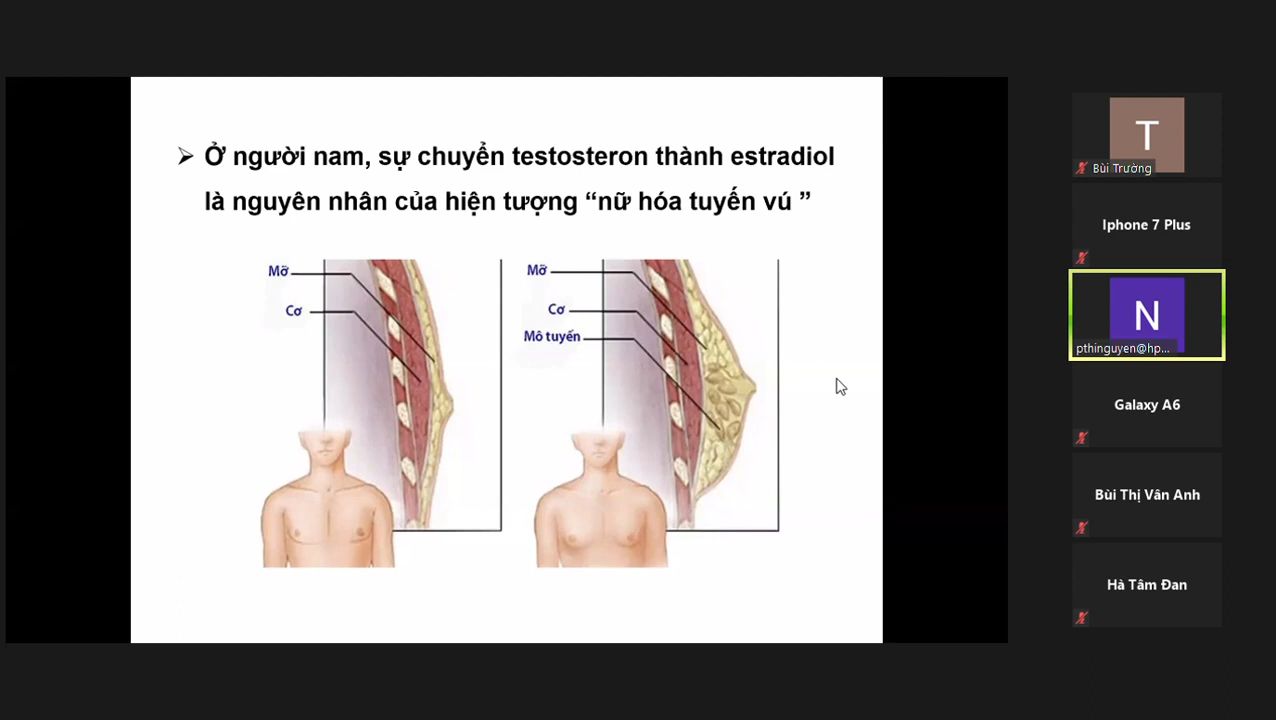 ➢ Ở người nam, sự chuyển testosteron thành estradiol
là nguyên nhân của hiện tượng “nữ hóa tuyến vú ”
Mỡ
Cơ
Mỡ
Cơ
Mô tuyến
T
Bùi Trường
Iphone 7 Plus
N
pthinguyen@hp...
Galaxy A6
Bùi Thị Vân Anh
Hà Tâm Đan